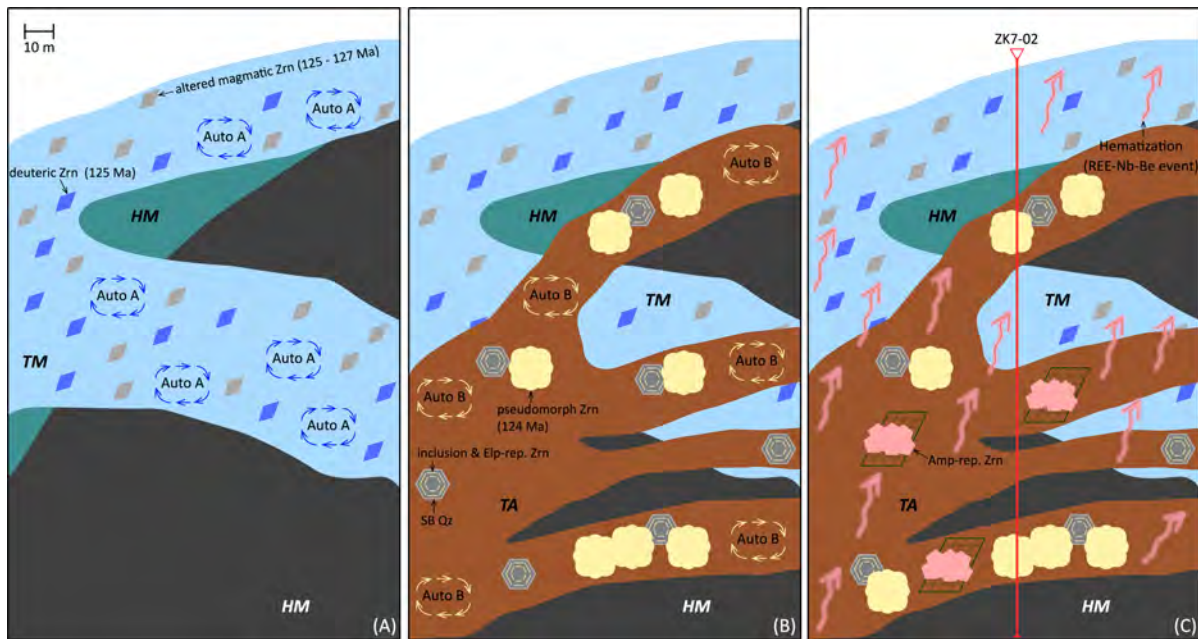 10 m
altered magmatic Zrn (125 - 127 Ma)
Auto A
Auto A
deuteric Zrn (125 Ma)
HM
Auto A
TM
Auto A
Auto A
Auto A
HM
(A)
Auto B
HM
Auto B
TM
Auto B
Auto B
pseudomorph Zrn
(124 Ma)
inclusion & Elp-rep. Zrn
SB Qz
TA
Auto B
Auto B
HM
(B)
ZK7-02
Hematization
(REE-Nb-Be event)
HM
TM
Amp-rep. Zrn
TA
HM
(C)